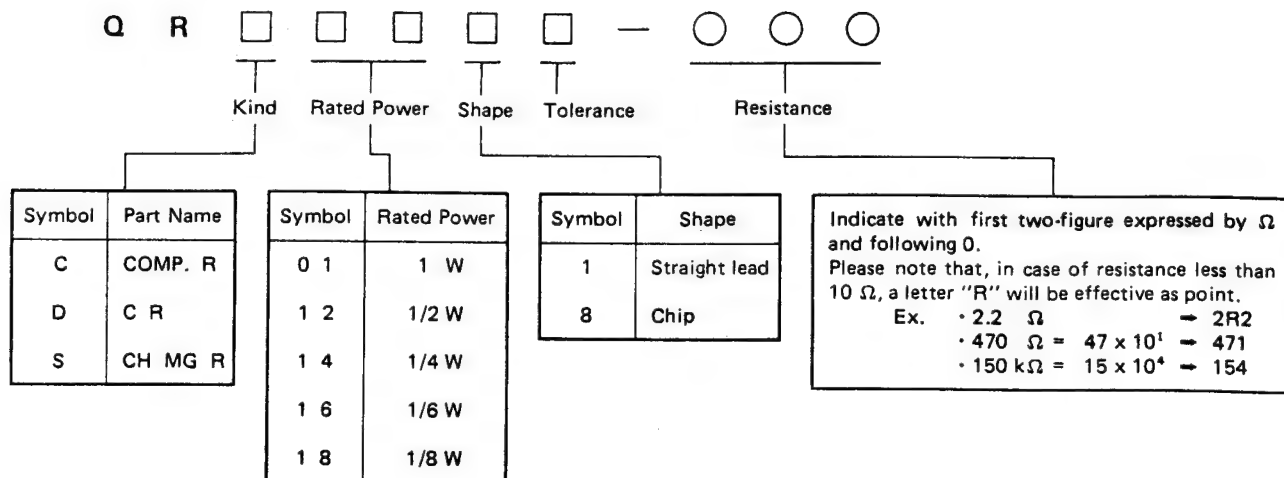 Q R □ □ □ □ □ — ○ ○ ○
Kind Rated Power Shape Tolerance Resistance
Symbol Part Name
C COMP. R
D C R
S CH MG R
Symbol Rated Power
0 1 1 W
1 2 1/2 W
1 4 1/4 W
1 6 1/6 W
1 8 1/8 W
Symbol Shape
1 Straight lead
8 Chip
Indicate with first two-figure expressed by Ω
and following 0.
Please note that, in case of resistance less than
10 Ω, a letter "R" will be effective as point.
Ex. · 2.2 Ω → 2R2
· 470 Ω = 47 x 10¹ → 471
· 150 kΩ = 15 x 10⁴ → 154